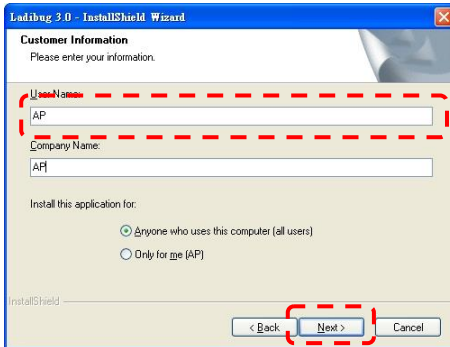 Ladibug 3.0 - InstallShield Wizard
Customer Information
Please enter your information.
User Name:
AP
Company Name:
AP
Install this application for:
Anyone who uses this computer (all users)
Only for me (AP)
InstallShield
< Back
Next >
Cancel